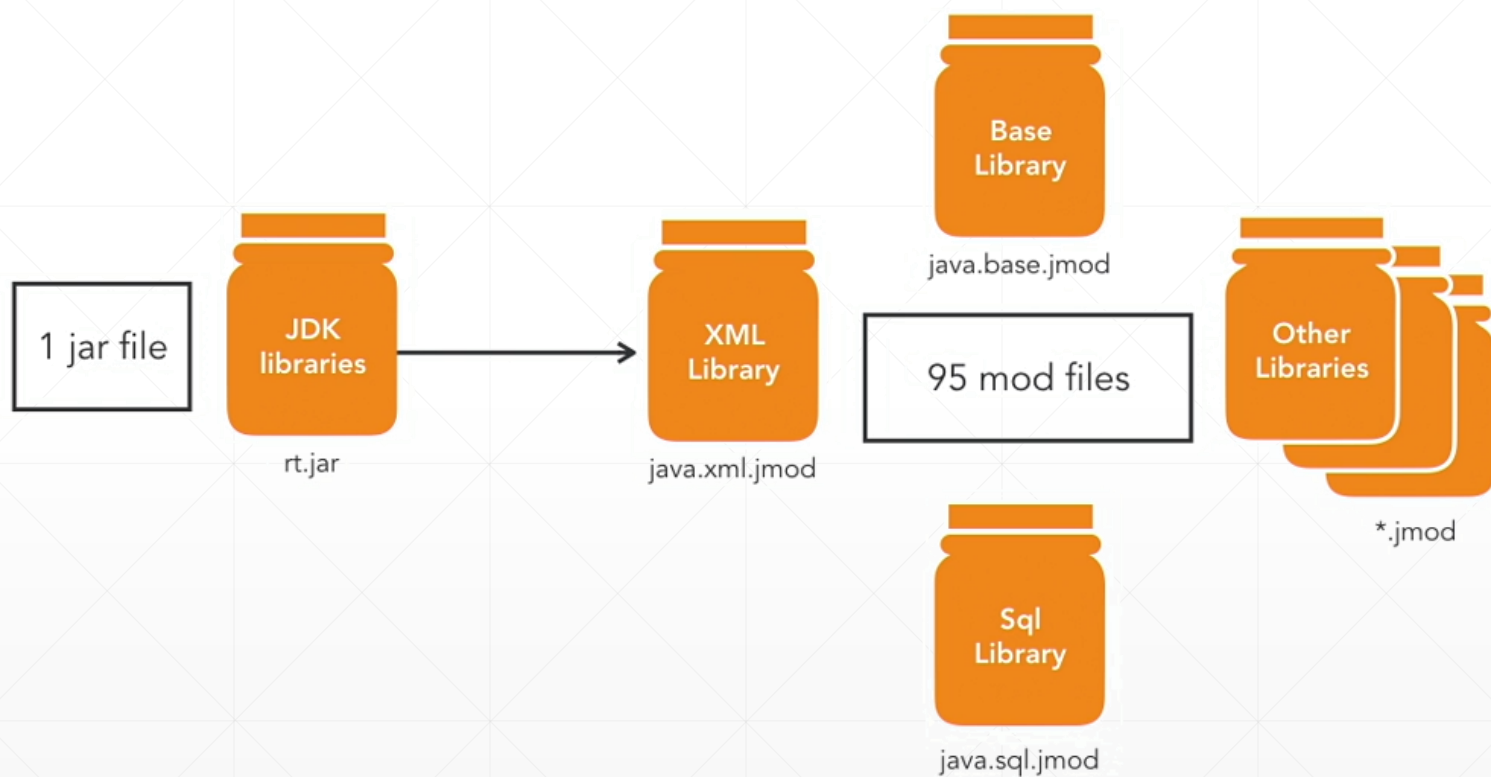 1 jar file
JDK
libraries
rt.jar
XML
Library
java.xml.jmod
Base
Library
java.base.jmod
95 mod files
Sql
Library
java.sql.jmod
Other
Libraries
*.jmod